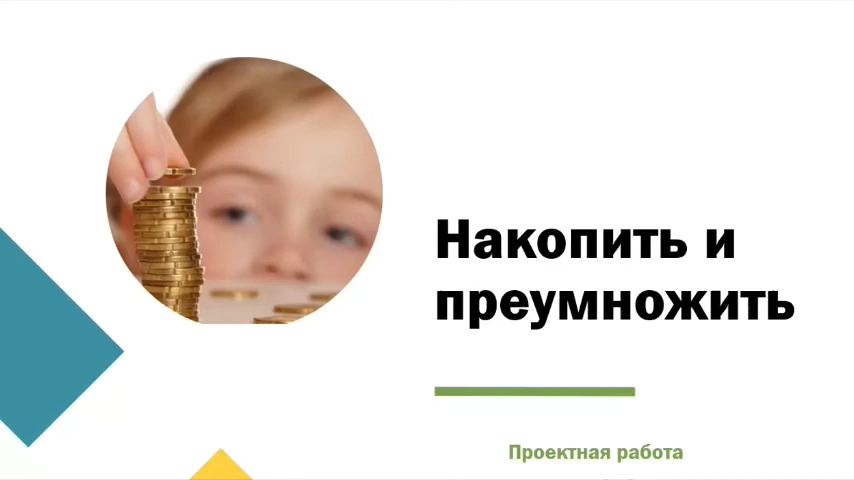 Накопить и
преумножить
Проектная работа